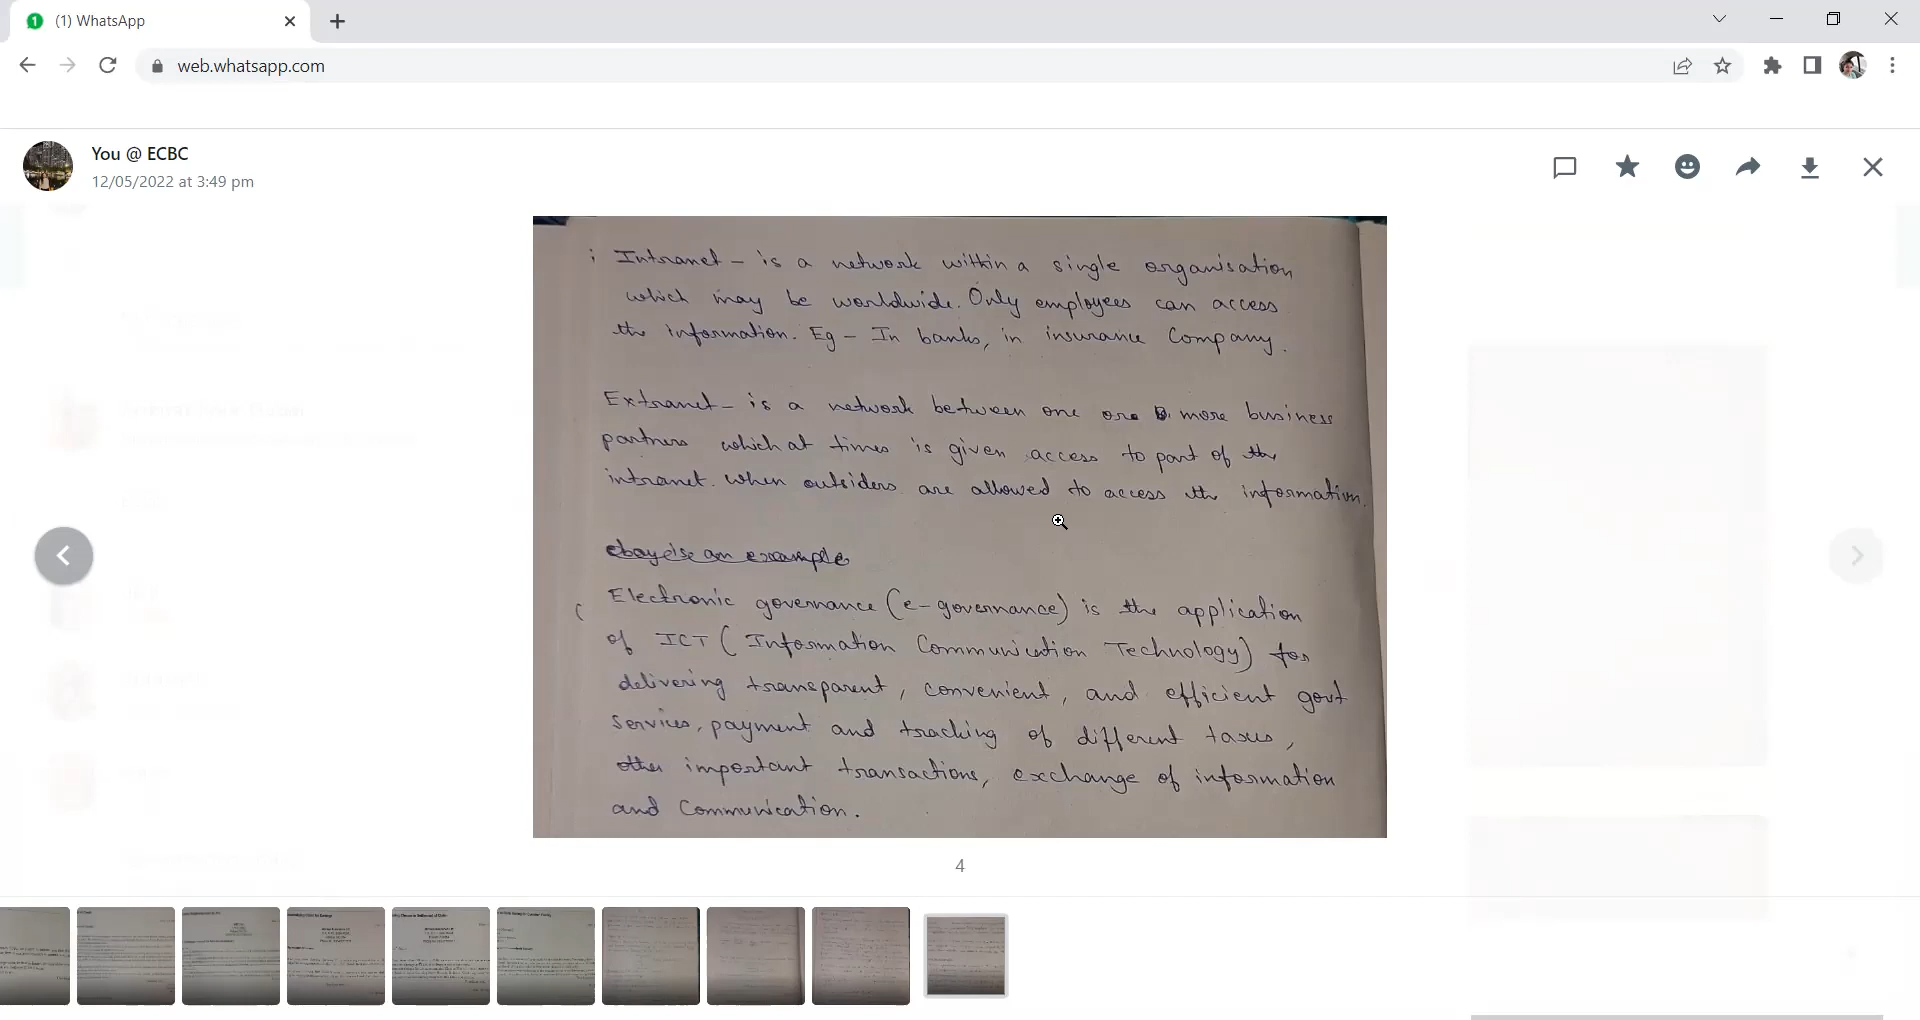 (1) WhatsApp
web.whatsapp.com
You @ ECBC
12/05/2022 at 3:49 pm
Intranet - is a network within a single organisation
which may be worldwide. Only employees can access
the information. Eg - In banks, in insurance Company.
Extranet - is a network between one or more business
partners which at times is given access to part of the
intranet. When outsiders are allowed to access the information.
Electronic governance (e-governance) is the application
of ICT (Information Communication Technology) for
delivering transparent, convenient, and efficient govt
services, payment and tracking of different taxes,
other important transactions, exchange of information
and Communication.
4